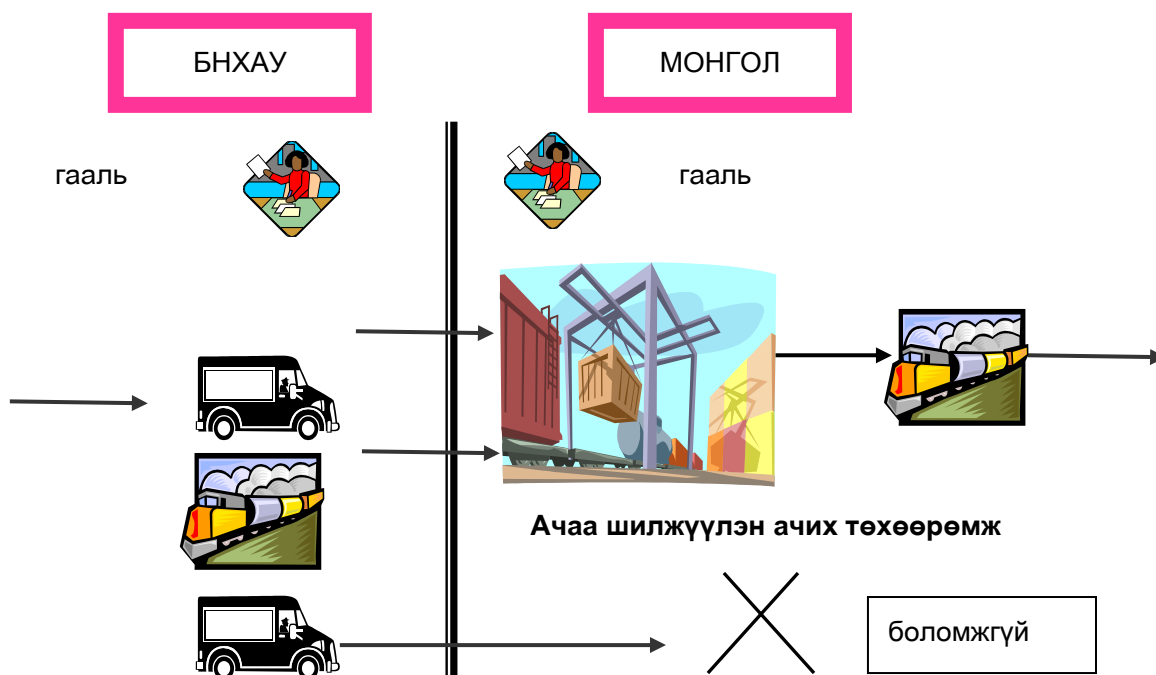 БНХАУ
МОНГОЛ
гааль
гааль
Ачаа шилжүүлэн ачих төхөөрөмж
боломжгүй